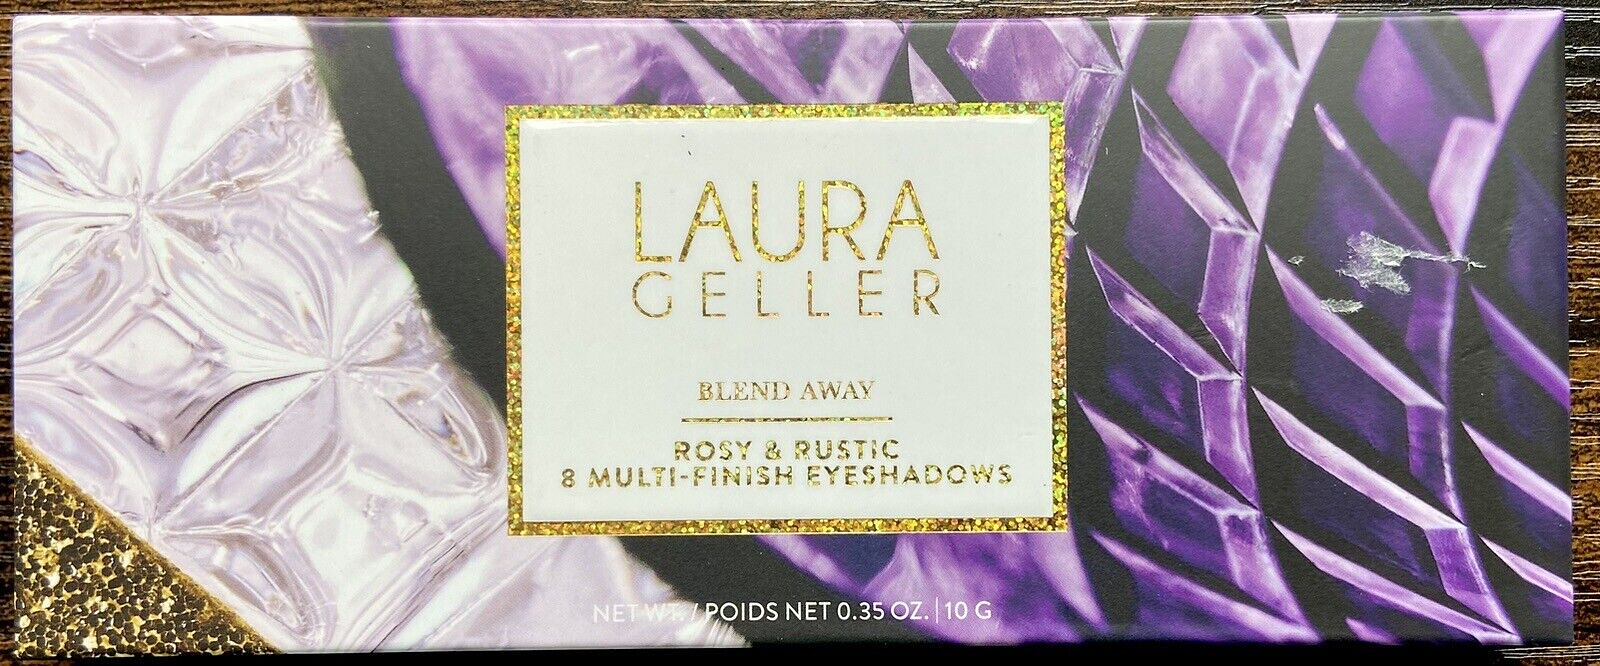 LAURA
GELLER
BLEND AWAY
ROSY & RUSTIC
8 MULTI-FINISH EYESHADOWS
NET WT. / POIDS NET 0.35 OZ. | 10 G